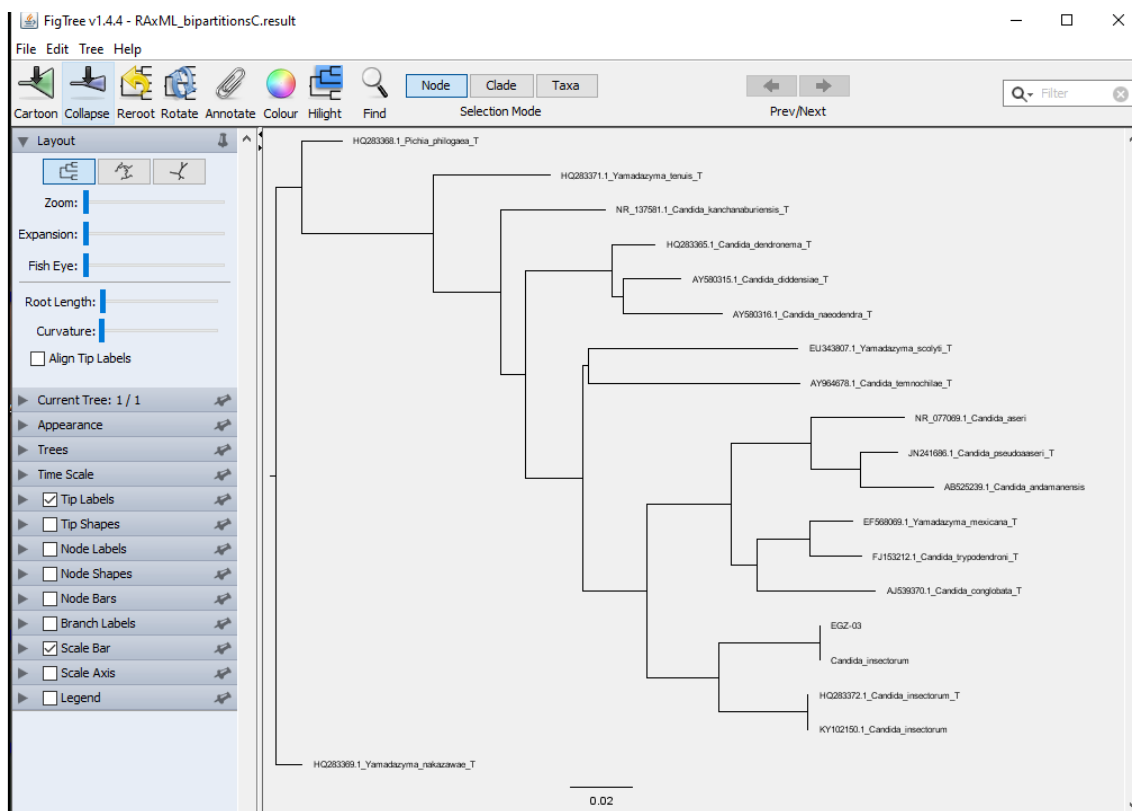 FigTree v1.4.4 - RAxML_bipartitionsC.result
File Edit Tree Help
Cartoon Collapse Reroot Rotate Annotate Colour Hilight Find
Node Clade Taxa
Selection Mode
Prev/Next
Filter
Layout
Zoom:
Expansion:
Fish Eye:
Root Length:
Curvature:
Align Tip Labels
Current Tree: 1 / 1
Appearance
Trees
Time Scale
Tip Labels
Tip Shapes
Node Labels
Node Shapes
Node Bars
Branch Labels
Scale Bar
Scale Axis
Legend
HQ283368.1_Pichia_philogaea_T
HQ283371.1_Yamadazyma_tenuis_T
NR_137581.1_Candida_kanchanaburiensis_T
HQ283365.1_Candida_dendronema_T
AY580315.1_Candida_diddensiae_T
AY580316.1_Candida_naeodendra_T
EU343807.1_Yamadazyma_scolyti_T
AY964678.1_Candida_temnochilae_T
NR_077069.1_Candida_aseri
JN241686.1_Candida_pseudoaaseri_T
AB525239.1_Candida_andamanensis
EF568069.1_Yamadazyma_mexicana_T
FJ153212.1_Candida_trypodendroni_T
AJ539370.1_Candida_conglobata_T
EGZ-03
Candida_insectorum
HQ283372.1_Candida_insectorum_T
KY102150.1_Candida_insectorum
HQ283369.1_Yamadazyma_nakazawae_T
0.02